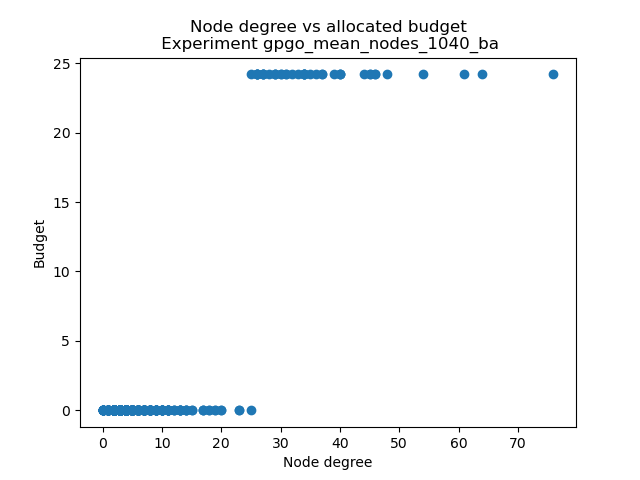 Node degree vs allocated budget
Experiment gpgo_mean_nodes_1040_ba
25
20
15
10
5
0
Budget
0 10 20 30 40 50 60 70
Node degree